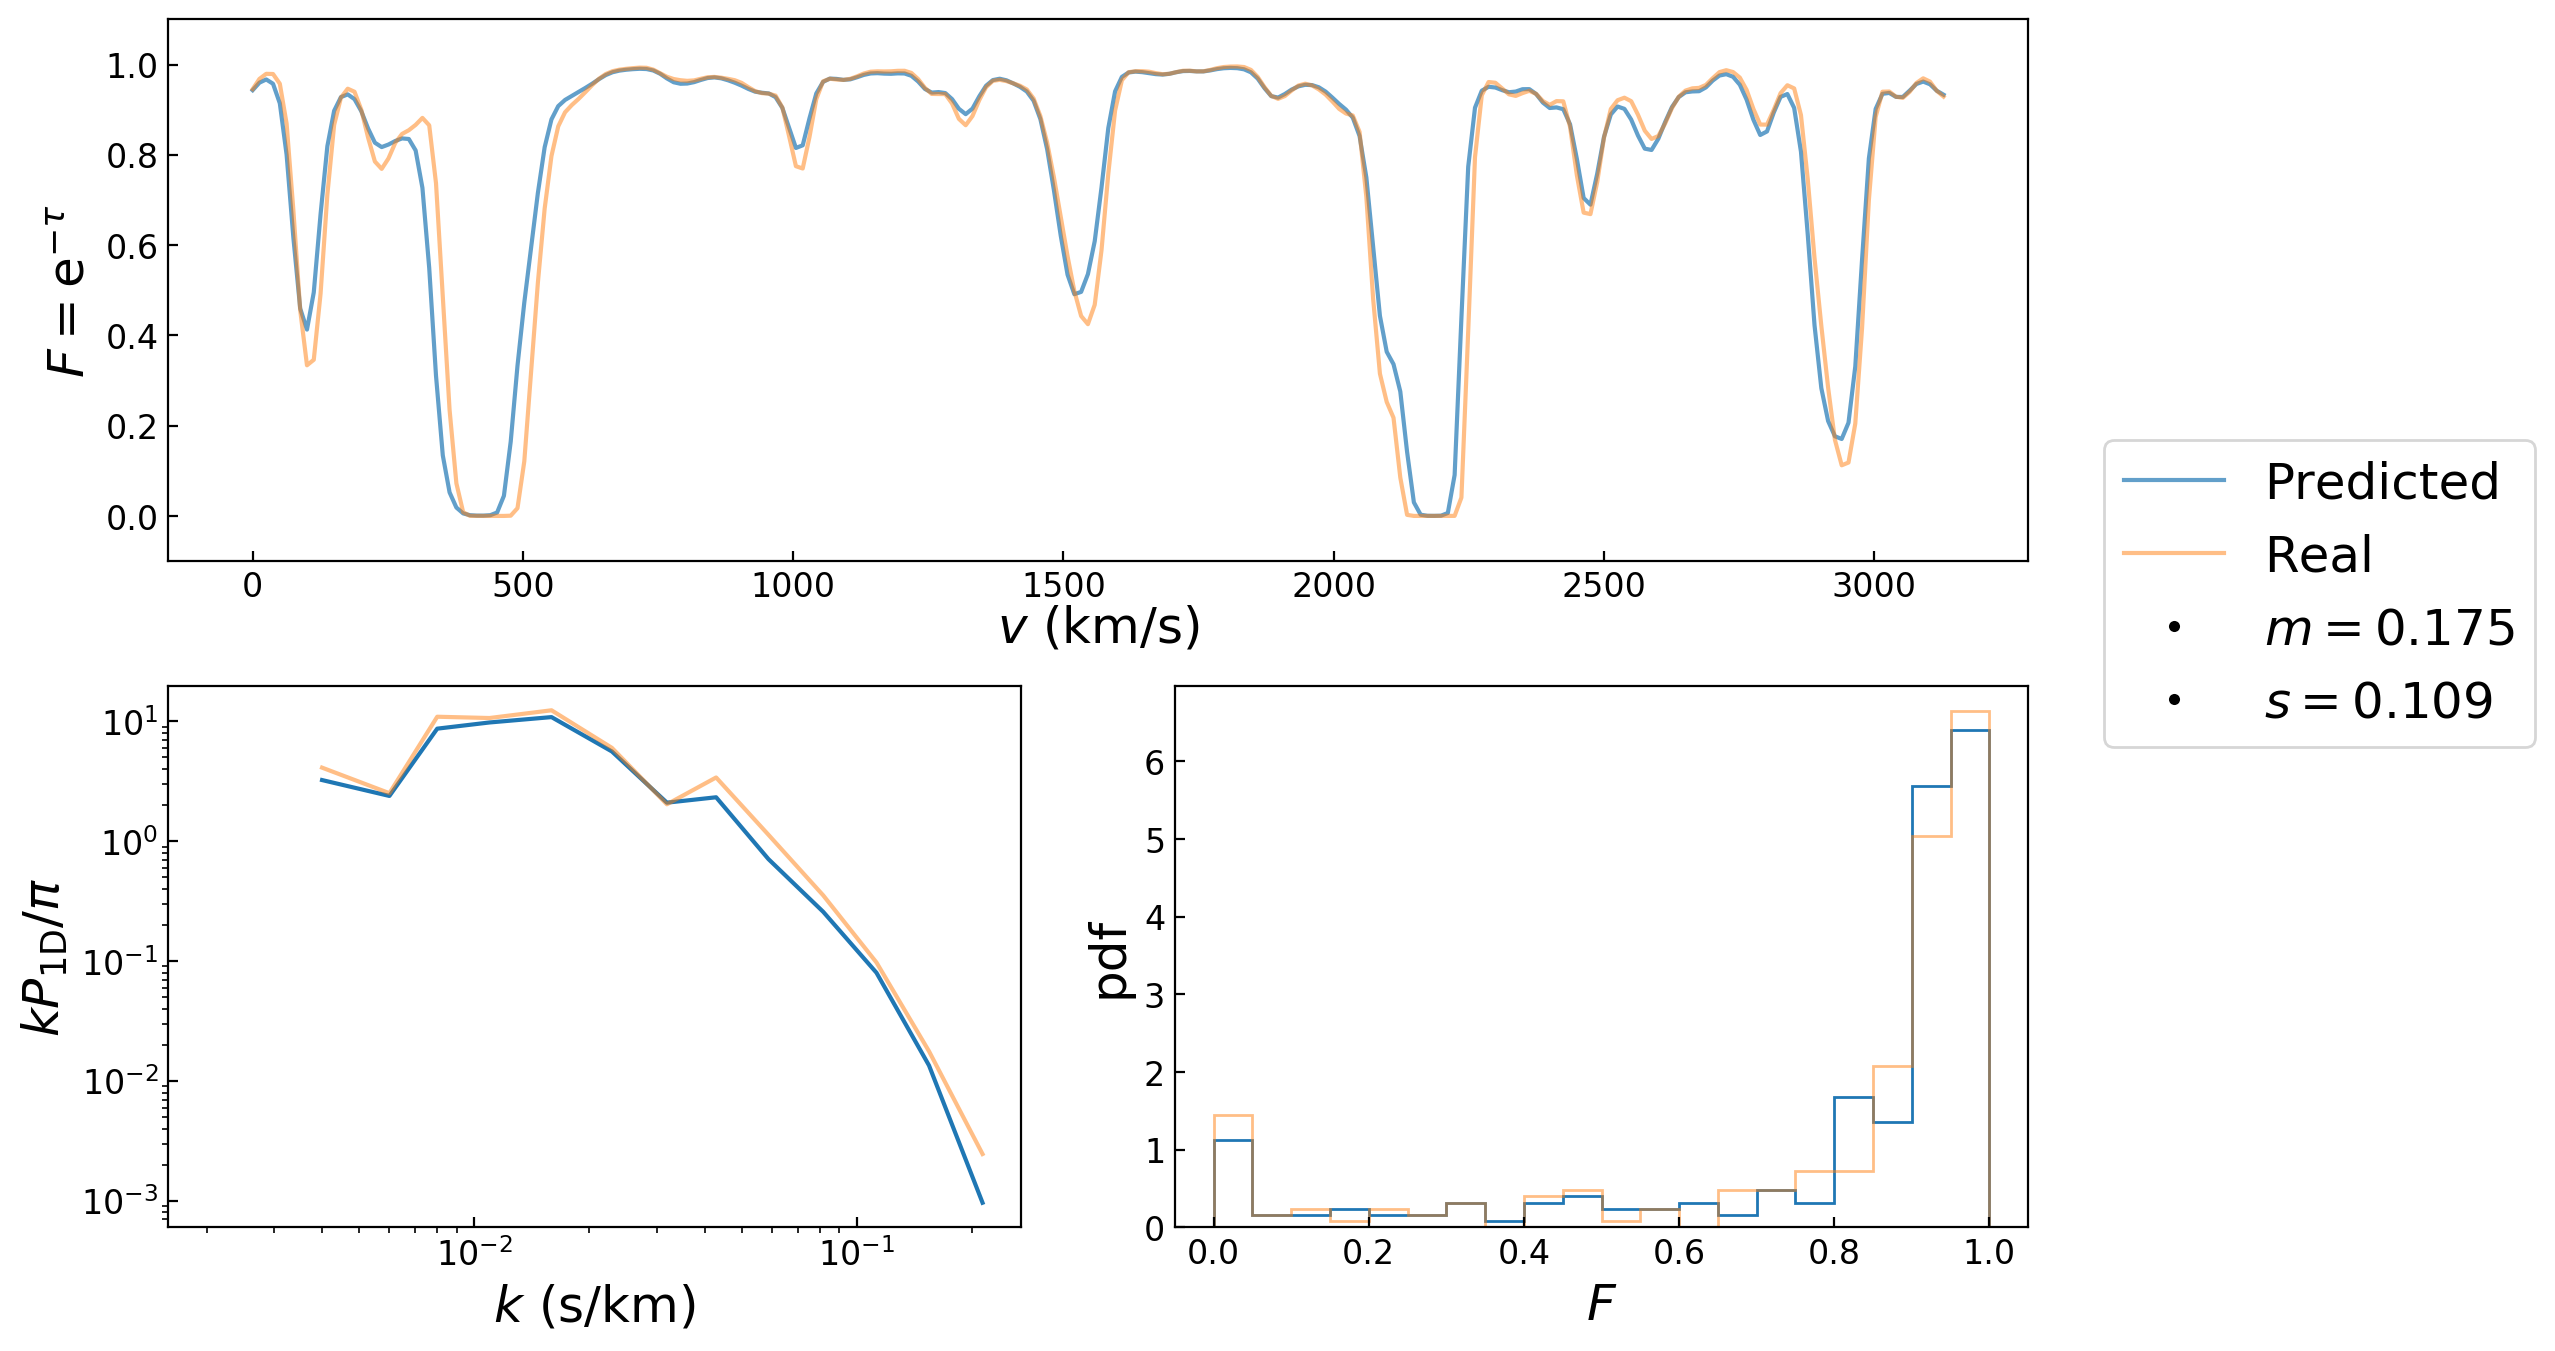 F = e^{−τ}
1.0
0.8
0.6
0.4
0.2
0.0
0 500 1000 1500 2000 2500 3000
v (km/s)
Predicted
Real
m = 0.175
s = 0.109
kP_{1D}/π
10^1
10^0
10^{−1}
10^{−2}
10^{−3}
10^{−2} 10^{−1}
k (s/km)
pdf
6
5
4
3
2
1
0
0.0 0.2 0.4 0.6 0.8 1.0
F